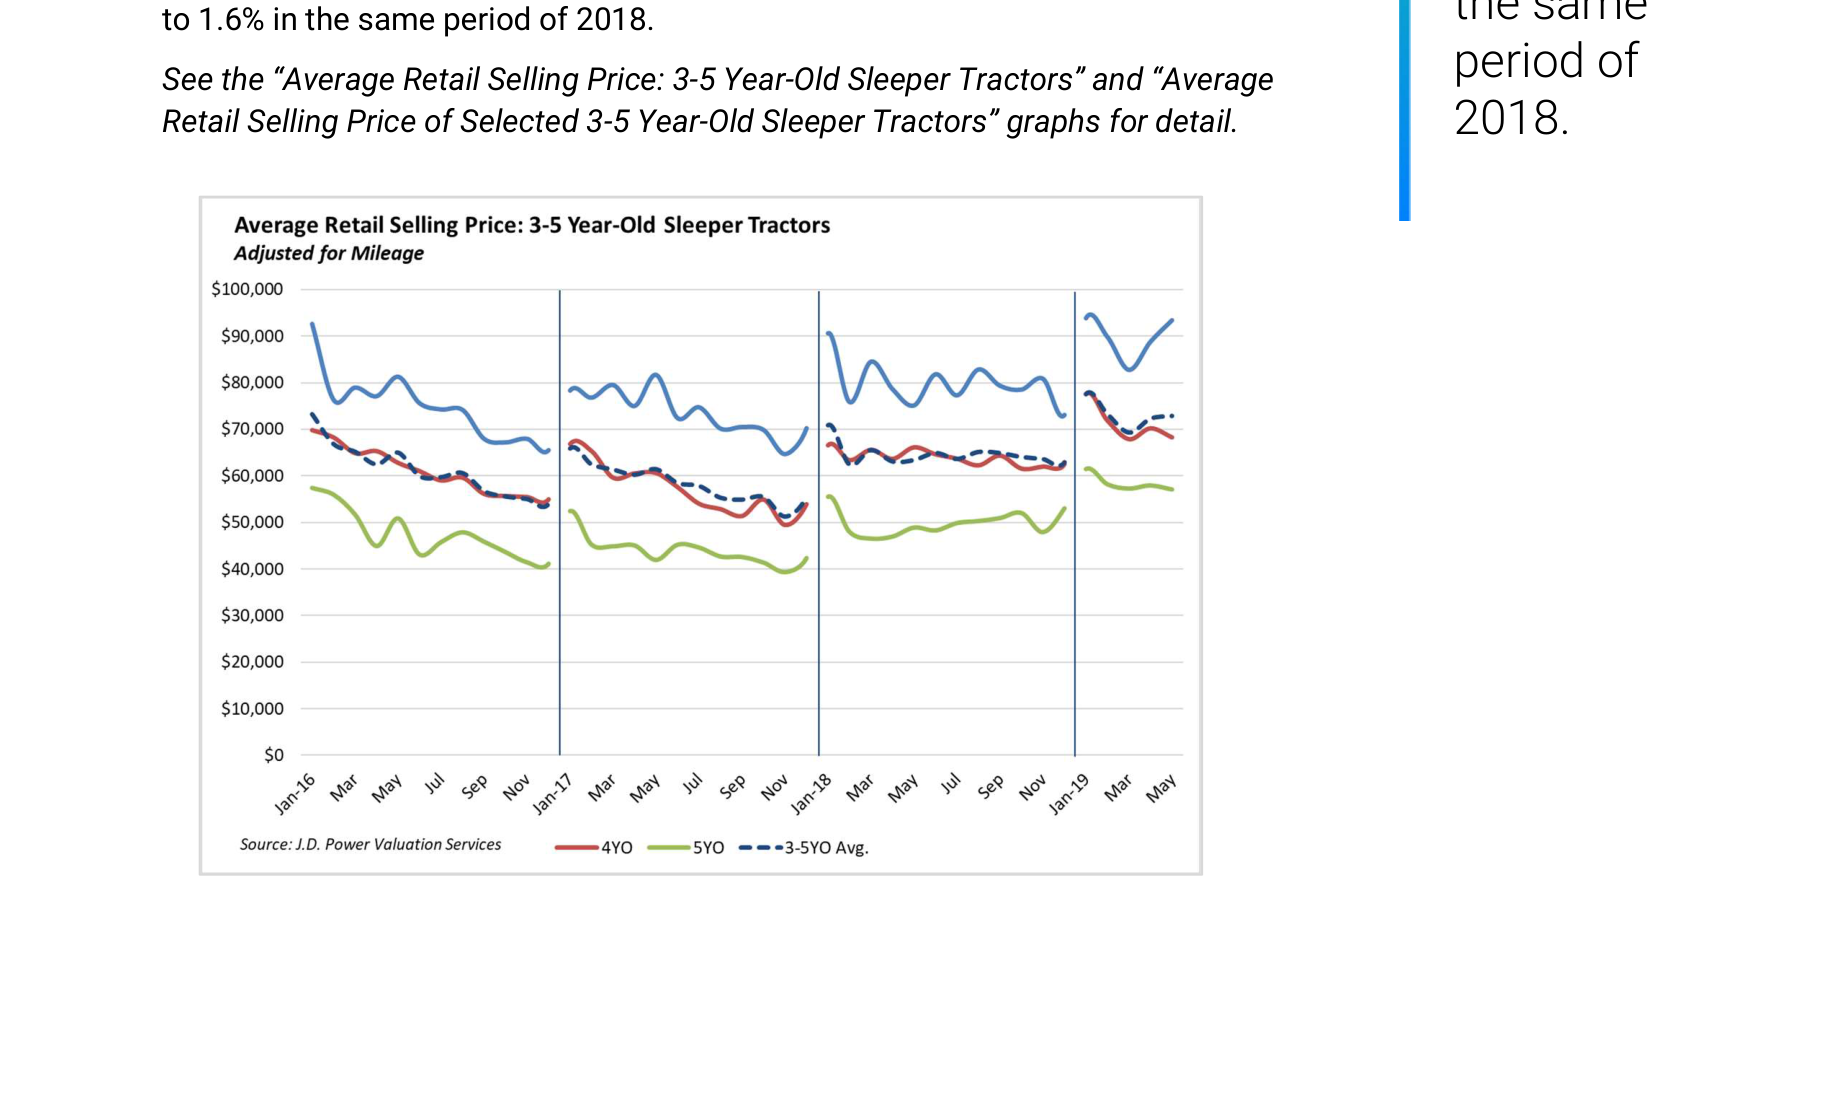 to 1.6% in the same period of 2018.
See the “Average Retail Selling Price: 3-5 Year-Old Sleeper Tractors” and “Average
Retail Selling Price of Selected 3-5 Year-Old Sleeper Tractors” graphs for detail.
the same
period of
2018.
Average Retail Selling Price: 3-5 Year-Old Sleeper Tractors
Adjusted for Mileage
$100,000
$90,000
$80,000
$70,000
$60,000
$50,000
$40,000
$30,000
$20,000
$10,000
$0
Jan-16 Mar May Jul Sep Nov Jan-17 Mar May Jul Sep Nov Jan-18 Mar May Jul Sep Nov Jan-19 Mar May
Source: J.D. Power Valuation Services 4YO 5YO 3-5YO Avg.